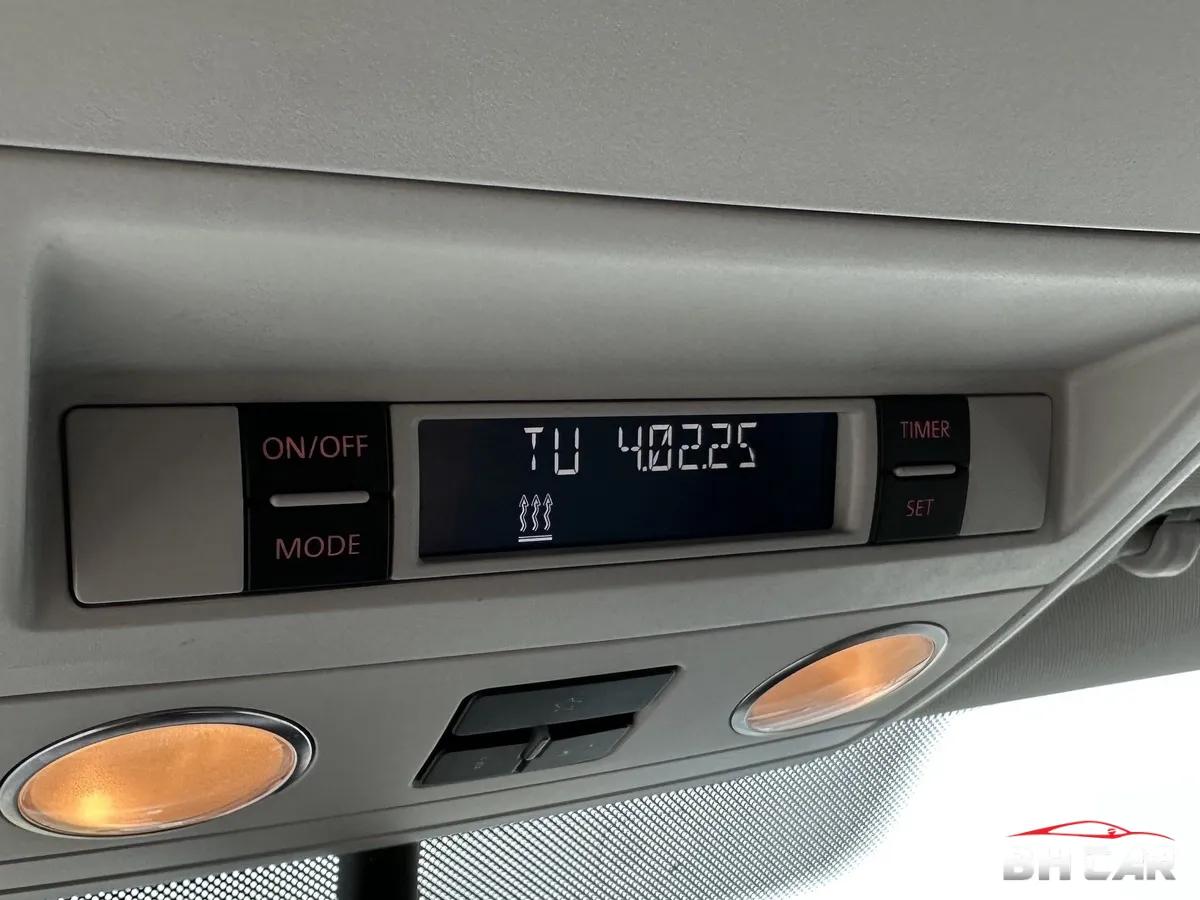 ON/OFF
MODE
TU 4.02.25
TIMER
SET
BH CAR